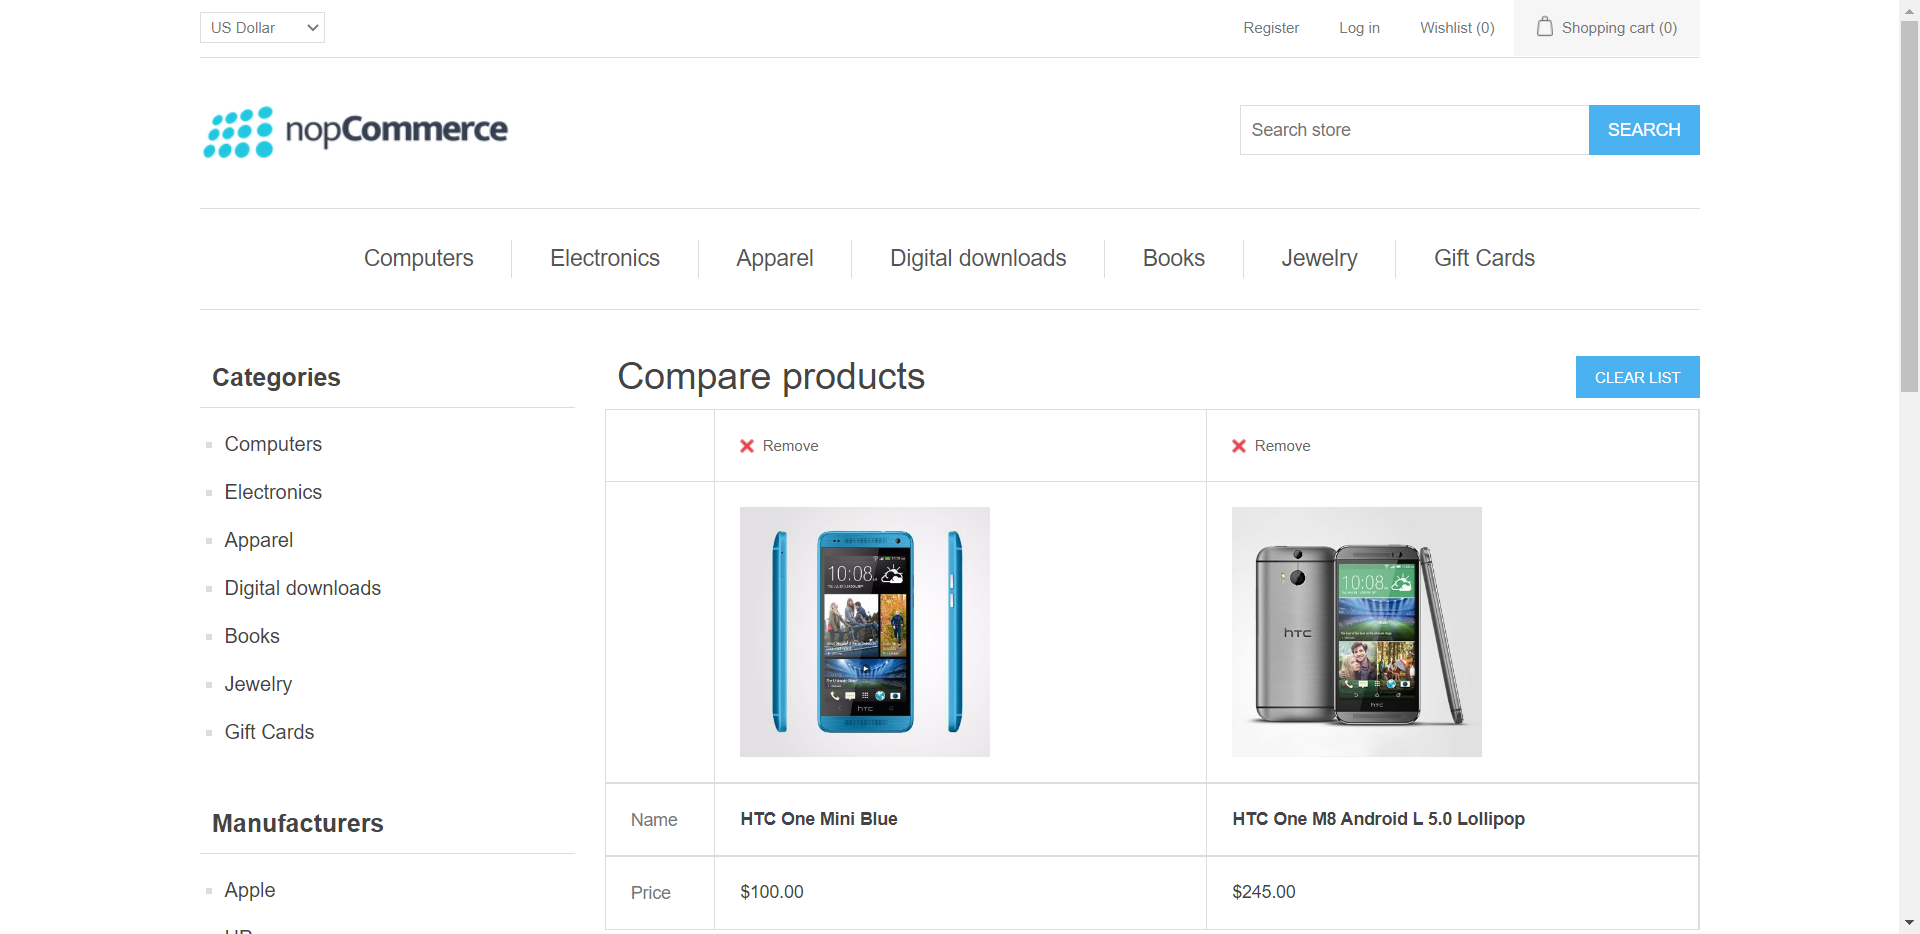 US Dollar
Register
Log in
Wishlist (0)
Shopping cart (0)
nopCommerce
Search store
SEARCH
Computers
Electronics
Apparel
Digital downloads
Books
Jewelry
Gift Cards
Categories
Computers
Electronics
Apparel
Digital downloads
Books
Jewelry
Gift Cards
Manufacturers
Apple
Compare products
CLEAR LIST
Remove
Remove
10:08
hTC
hTC
10:08
hTC
Name
HTC One Mini Blue
HTC One M8 Android L 5.0 Lollipop
Price
$100.00
$245.00